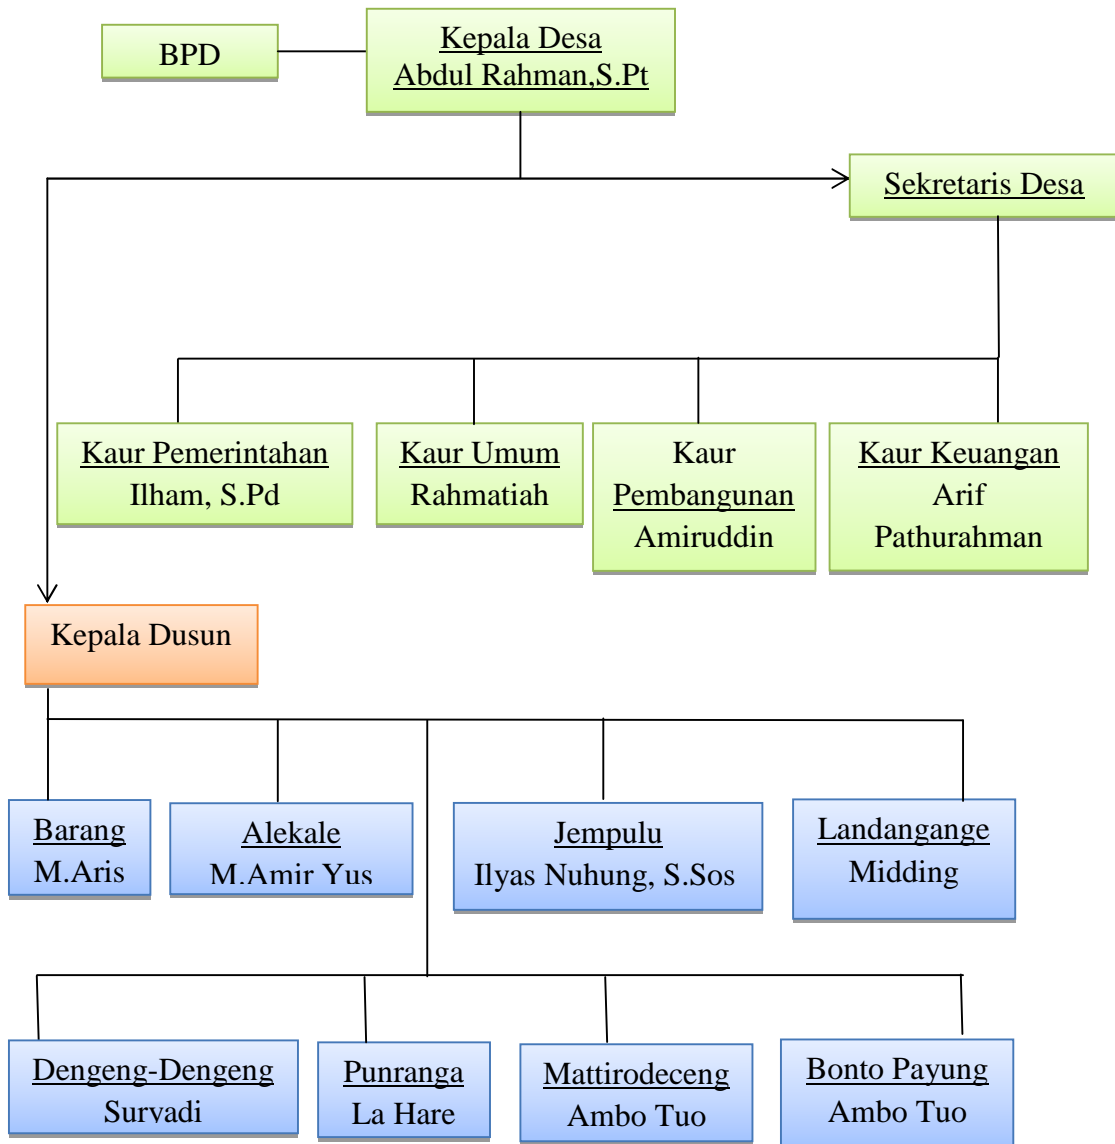 BPD
Kepala Desa
Abdul Rahman,S.Pt
Sekretaris Desa
Kaur Pemerintahan
Ilham, S.Pd
Kaur Umum
Rahmatiah
Kaur
Pembangunan
Amiruddin
Kaur Keuangan
Arif
Pathurahman
Kepala Dusun
Barang
M.Aris
Alekale
M.Amir Yus
Jempulu
Ilyas Nuhung, S.Sos
Landangange
Midding
Dengeng-Dengeng
Suryadi
Punranga
La Hare
Mattirodeceng
Ambo Tuo
Bonto Payung
Ambo Tuo